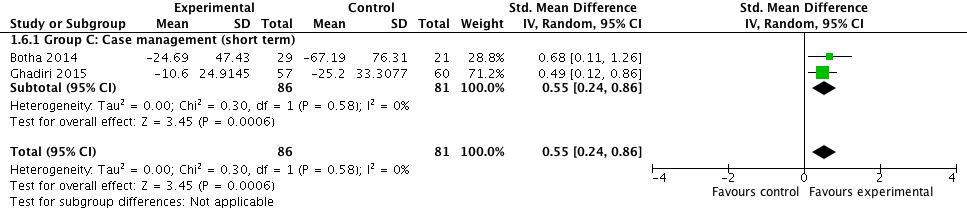 Experimental Control Std. Mean Difference Std. Mean Difference
Study or Subgroup Mean SD Total Mean SD Total Weight IV, Random, 95% CI IV, Random, 95% CI
1.6.1 Group C: Case management (short term)
Botha 2014 −24.69 47.43 29 −67.19 76.31 21 28.8% 0.68 [0.11, 1.26]
Ghadiri 2015 −10.6 24.9145 57 −25.2 33.3077 60 71.2% 0.49 [0.12, 0.86]
Subtotal (95% CI) 86 81 100.0% 0.55 [0.24, 0.86]
Heterogeneity: Tau² = 0.00; Chi² = 0.30, df = 1 (P = 0.58); I² = 0%
Test for overall effect: Z = 3.45 (P = 0.0006)
Total (95% CI) 86 81 100.0% 0.55 [0.24, 0.86]
Heterogeneity: Tau² = 0.00; Chi² = 0.30, df = 1 (P = 0.58); I² = 0%
Test for overall effect: Z = 3.45 (P = 0.0006)
Test for subgroup differences: Not applicable
−4 −2 0 2 4
Favours control Favours experimental